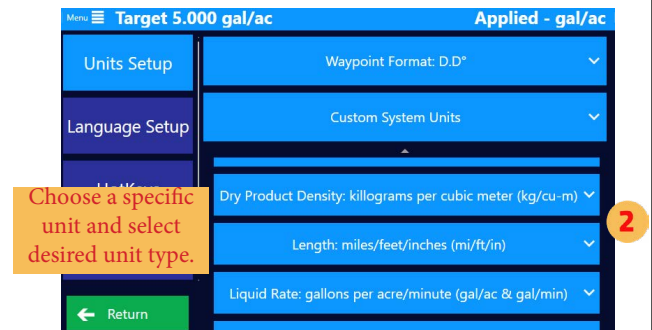 Menu Target 5.000 gal/ac Applied - gal/ac
Units Setup
Waypoint Format: D.D°
Language Setup
Custom System Units
Choose a specific
unit and select
desired unit type.
Dry Product Density: killograms per cubic meter (kg/cu-m)
2
Length: miles/feet/inches (mi/ft/in)
Liquid Rate: gallons per acre/minute (gal/ac & gal/min)
Return